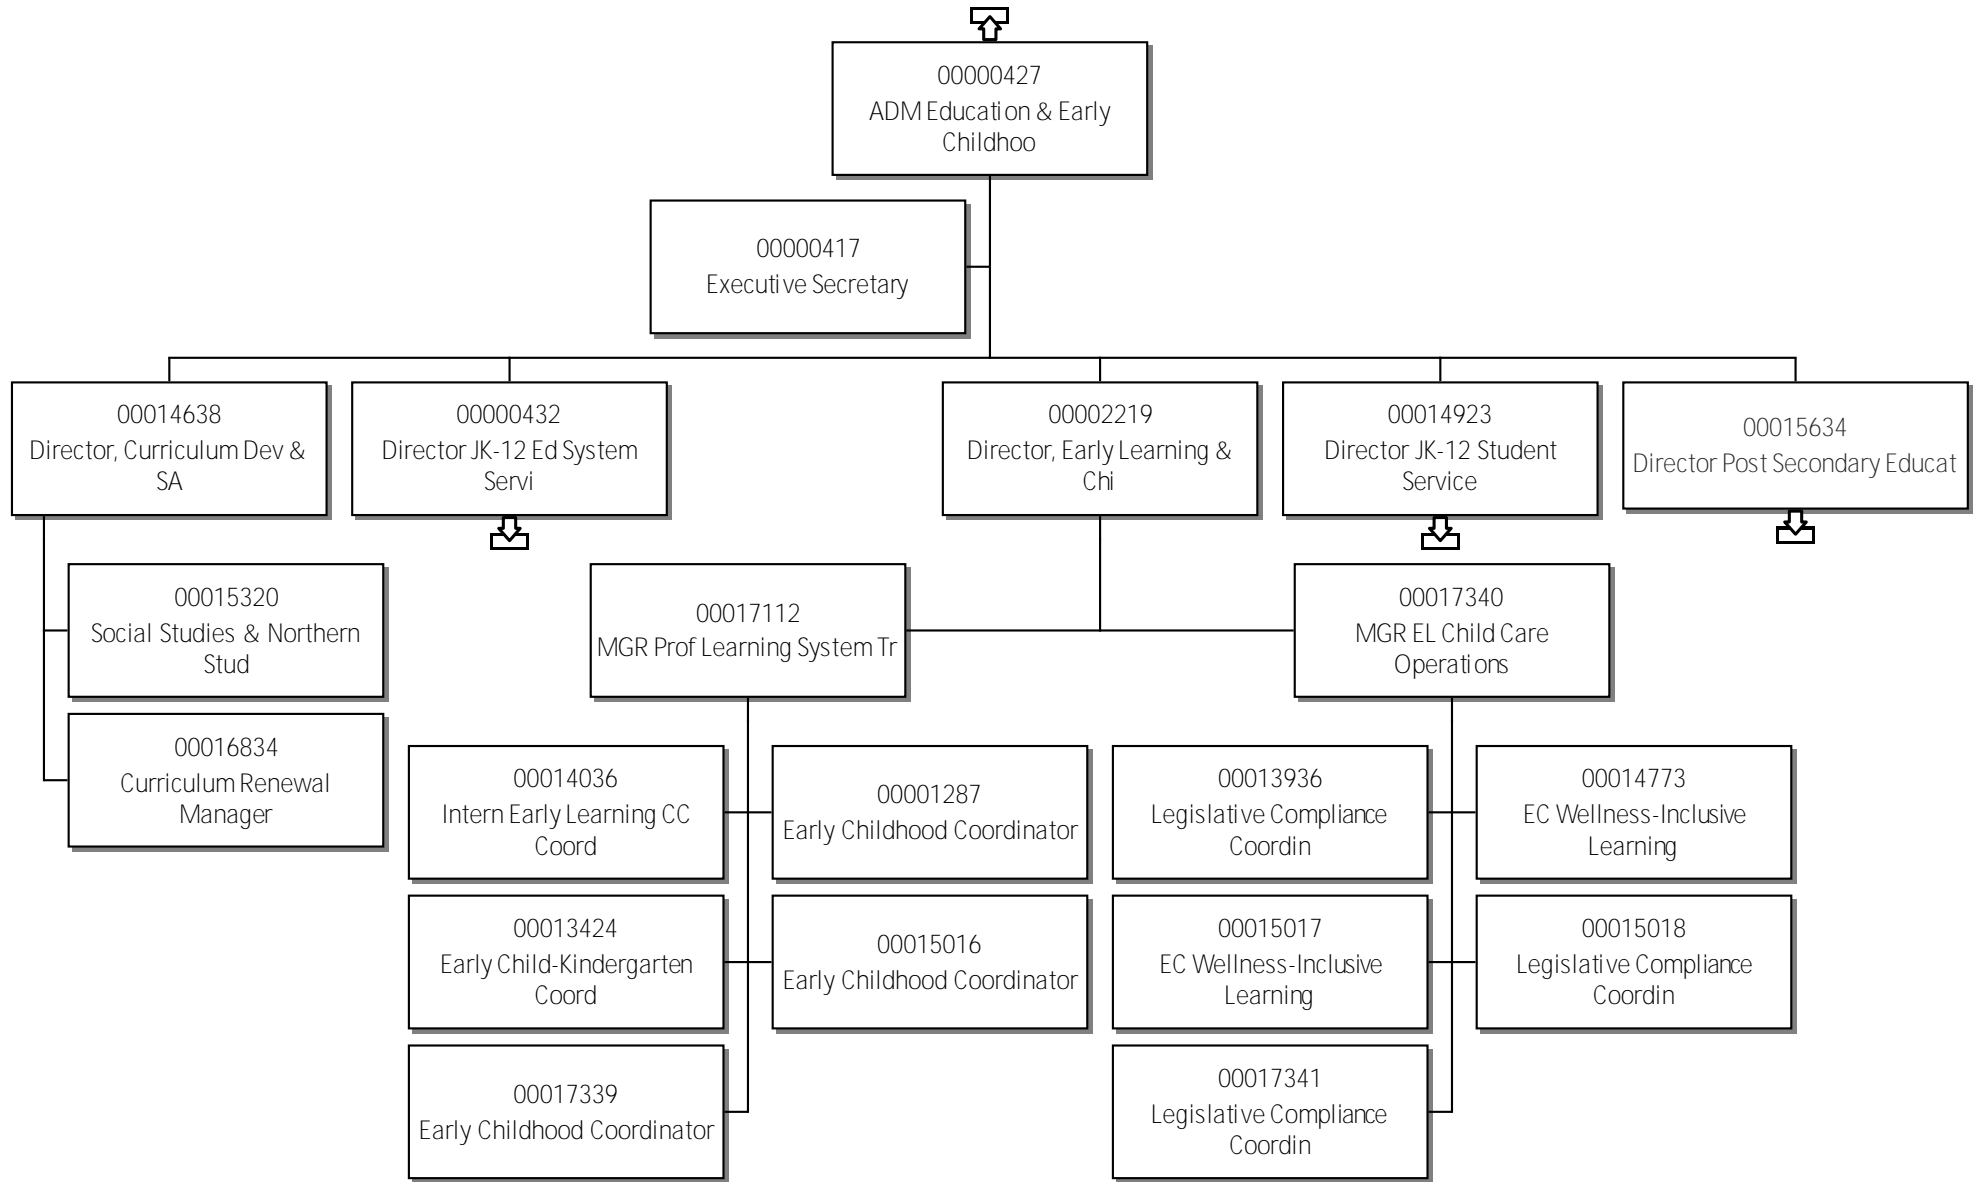 00000427
ADM Education & Early
Childhoo
00000417
Executive Secretary
00014638
Director, Curriculum Dev &
SA
00000432
Director JK-12 Ed System
Servi
00002219
Director, Early Learning &
Chi
00014923
Director JK-12 Student
Service
00015634
Director Post Secondary Educat
00015320
Social Studies & Northern
Stud
00016834
Curriculum Renewal
Manager
00017112
MGR Prof Learning System Tr
00017340
MGR EL Child Care
Operations
00014036
Intern Early Learning CC
Coord
00001287
Early Childhood Coordinator
00013424
Early Child-Kindergarten
Coord
00015016
Early Childhood Coordinator
00017339
Early Childhood Coordinator
00013936
Legislative Compliance
Coordin
00014773
EC Wellness-Inclusive
Learning
00015017
EC Wellness-Inclusive
Learning
00015018
Legislative Compliance
Coordin
00017341
Legislative Compliance
Coordin